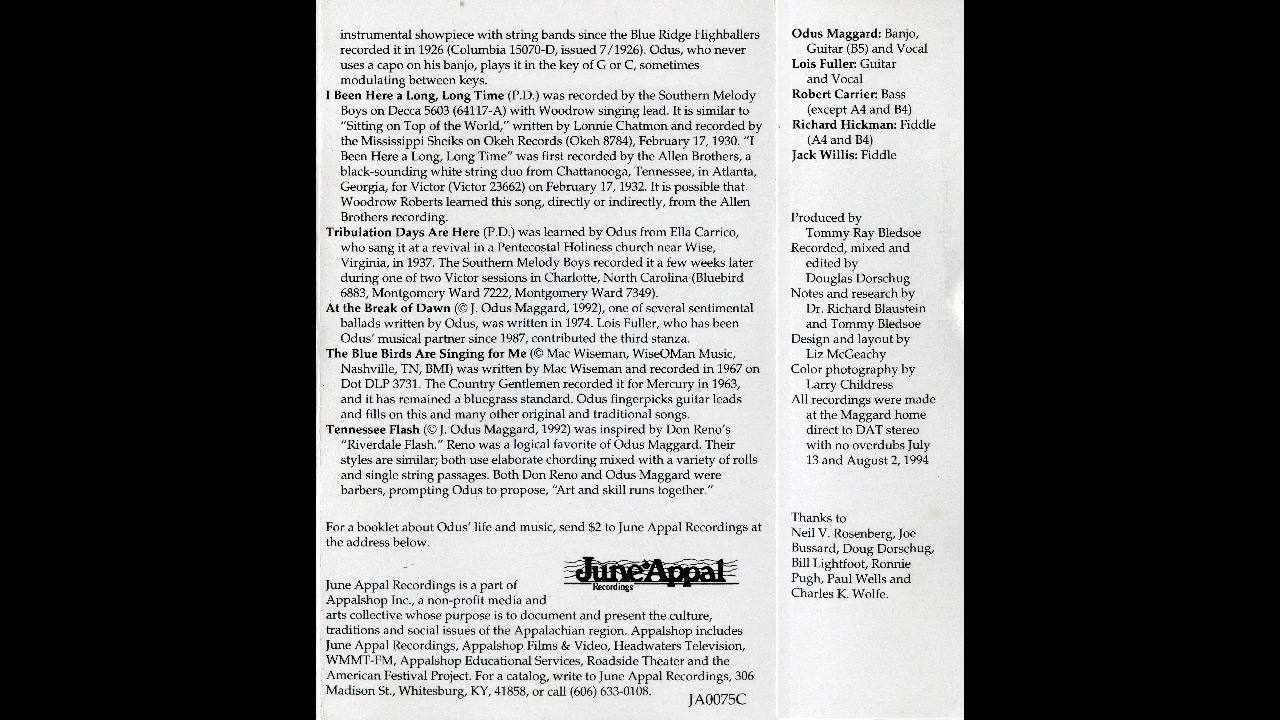 instrumental showpiece with string bands since the Blue Ridge Highballers
recorded it in 1926 (Columbia 15070-D, issued 7/1926). Odus, who never
uses a capo on his banjo, plays it in the key of G or C, sometimes
modulating between keys.
I Been Here a Long, Long Time (P.D.) was recorded by the Southern Melody
Boys on Decca 5603 (64117-A) with Woodrow singing lead. It is similar to
“Sitting on Top of the World,” written by Lonnie Chatmon and recorded by
the Mississippi Sheiks on Okeh Records (Okeh 8784), February 17, 1930. “I
Been Here a Long, Long Time” was first recorded by the Allen Brothers, a
black-sounding white string duo from Chattanooga, Tennessee, in Atlanta,
Georgia, for Victor (Victor 23662) on February 17, 1932. It is possible that
Woodrow Roberts learned this song, directly or indirectly, from the Allen
Brothers recording.
Tribulation Days Are Here (P.D.) was learned by Odus from Ella Carrico,
who sang it at a revival in a Pentecostal Holiness church near Wise,
Virginia, in 1937. The Southern Melody Boys recorded it a few weeks later
during one of two Victor sessions in Charlotte, North Carolina (Bluebird
6883, Montgomery Ward 7222, Montgomery Ward 7349).
At the Break of Dawn (© J. Odus Maggard, 1992), one of several sentimental
ballads written by Odus, was written in 1974. Lois Fuller, who has been
Odus’ musical partner since 1987, contributed the third stanza.
The Blue Birds Are Singing for Me (© Mac Wiseman, WiseOMan Music,
Nashville, TN, BMI) was written by Mac Wiseman and recorded in 1967 on
Dot DLP 3731. The Country Gentlemen recorded it for Mercury in 1963,
and it has remained a bluegrass standard. Odus fingerpicks guitar leads
and fills on this and many other original and traditional songs.
Tennessee Flash (© J. Odus Maggard, 1992) was inspired by Don Reno’s
“Riverdale Flash.” Reno was a logical favorite of Odus Maggard. Their
styles are similar; both use elaborate chording mixed with a variety of rolls
and single string passages. Both Don Reno and Odus Maggard were
barbers, prompting Odus to propose, “Art and skill runs together.”
For a booklet about Odus’ life and music, send $2 to June Appal Recordings at
the address below.
June Appal
Recordings
June Appal Recordings is a part of
Appalshop Inc., a non-profit media and
arts collective whose purpose is to document and present the culture,
traditions and social issues of the Appalachian region. Appalshop includes
June Appal Recordings, Appalshop Films & Video, Headwaters Television,
WMMT-FM, Appalshop Educational Services, Roadside Theater and the
American Festival Project. For a catalog, write to June Appal Recordings, 306
Madison St., Whitesburg, KY, 41858, or call (606) 633-0108.
JA0075C
Odus Maggard: Banjo,
Guitar (B5) and Vocal
Lois Fuller: Guitar
and Vocal
Robert Carrier: Bass
(except A4 and B4)
Richard Hickman: Fiddle
(A4 and B4)
Jack Willis: Fiddle
Produced by
Tommy Ray Bledsoe
Recorded, mixed and
edited by
Douglas Dorschug
Notes and research by
Dr. Richard Blaustein
and Tommy Bledsoe
Design and layout by
Liz McGeachy
Color photography by
Larry Childress
All recordings were made
at the Maggard home
direct to DAT stereo
with no overdubs July
13 and August 2, 1994
Thanks to
Neil V. Rosenberg, Joe
Bussard, Doug Dorschug,
Bill Lightfoot, Ronnie
Pugh, Paul Wells and
Charles K. Wolfe.